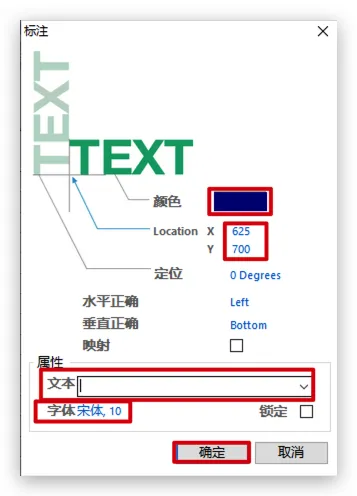 标注
TEXT
TEXT
颜色
Location X 625
Y 700
定位 0 Degrees
水平正确 Left
垂直正确 Bottom
映射
属性
文本
字体 宋体, 10 锁定
确定 取消